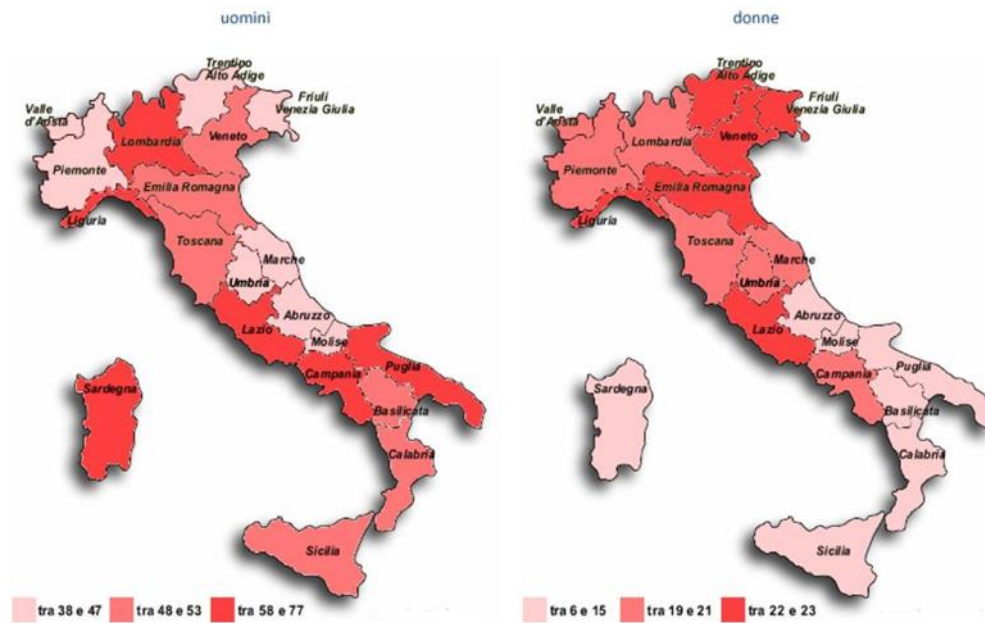 uomini
Trentino
Alto Adige
Friuli
Venezia Giulia
Valle
d'Aosta
Lombardia
Veneto
Piemonte
Emilia Romagna
Liguria
Toscana
Marche
Umbria
Abruzzo
Lazio
Molise
Campania
Puglia
Sardegna
Basilicata
Calabria
Sicilia
tra 38 e 47
tra 48 e 53
tra 58 e 77
donne
Trentino
Alto Adige
Friuli
Venezia Giulia
Valle
d'Aosta
Lombardia
Veneto
Piemonte
Emilia Romagna
Liguria
Toscana
Marche
Umbria
Abruzzo
Lazio
Molise
Campania
Puglia
Sardegna
Basilicata
Calabria
Sicilia
tra 6 e 15
tra 19 e 21
tra 22 e 23